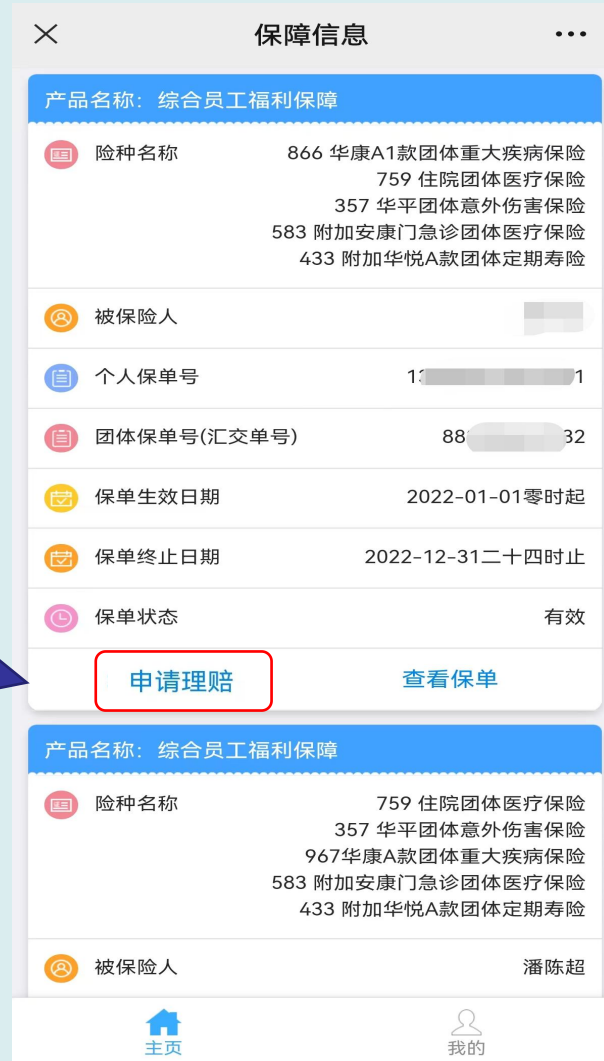 保障信息
产品名称：综合员工福利保障
险种名称 866 华康A1款团体重大疾病保险
759 住院团体医疗保险
357 华平团体意外伤害保险
583 附加安康门急诊团体医疗保险
433 附加华悦A款团体定期寿险
被保险人
个人保单号 1 1
团体保单号(汇交单号) 88 32
保单生效日期 2022-01-01零时起
保单终止日期 2022-12-31二十四时止
保单状态 有效
申请理赔 查看保单
产品名称：综合员工福利保障
险种名称 759 住院团体医疗保险
357 华平团体意外伤害保险
967华康A款团体重大疾病保险
583 附加安康门急诊团体医疗保险
433 附加华悦A款团体定期寿险
被保险人 潘陈超
主页 我的